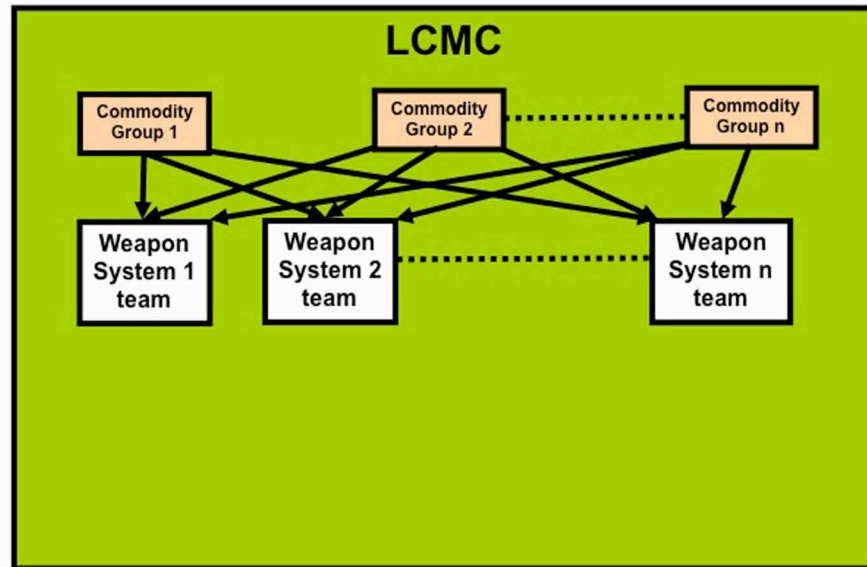 LCMC
Commodity
Group 1
Commodity
Group 2
Commodity
Group n
Weapon
System 1
team
Weapon
System 2
team
Weapon
System n
team